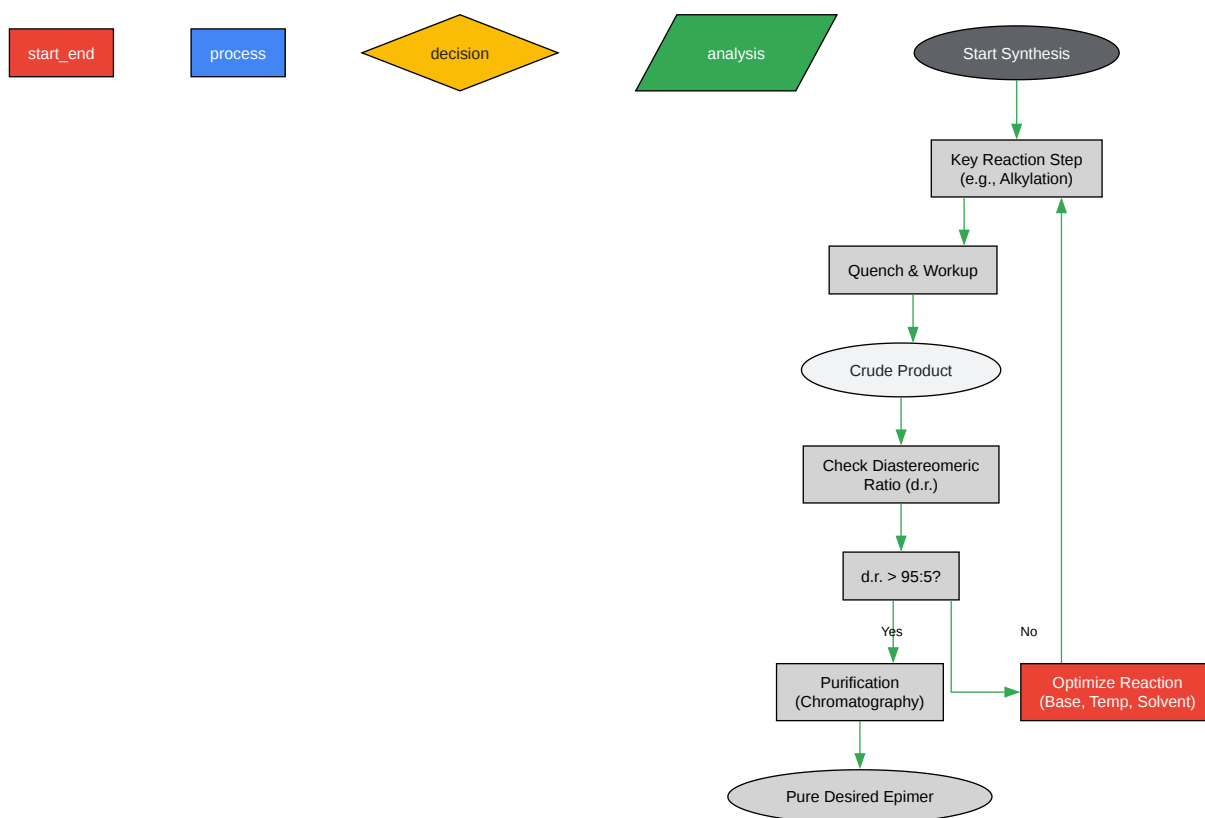 start_end
process
decision
analysis
Start Synthesis
Key Reaction Step
(e.g., Alkylation)
Quench & Workup
Crude Product
Check Diastereomeric
Ratio (d.r.)
d.r. > 95:5?
Yes
No
Purification
(Chromatography)
Optimize Reaction
(Base, Temp, Solvent)
Pure Desired Epimer